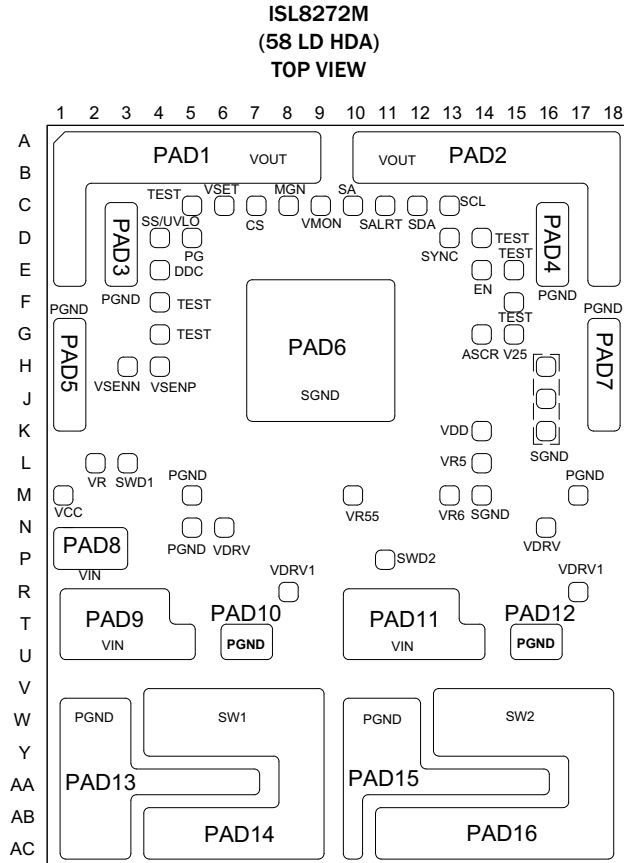 ISL8272M
(58 LD HDA)
TOP VIEW
1 2 3 4 5 6 7 8 9 10 11 12 13 14 15 16 17 18
A
PAD1 VOUT VOUT PAD2
B
TEST VSET MGN SA
C SCL
CS VMON SALRT SDA
SS/UVLO
D PAD3 PG SYNC TEST PAD4
TEST
E DDC
PGND EN PGND
F PGND TEST PGND
TEST
G PAD5 TEST PAD7
ASCR V25
H PAD6
VSENN VSENP
J SGND
K VDD
SGND
L VR5
VR SWD1 PGND PGND
M
VCC VR55 VR6 SGND
N
PAD8 PGND VDRV VDRV
P SWD2
VIN VDRV1 VDRV1
R
PAD10 PAD12
T PAD9 PAD11
VIN PGND VIN PGND
U
V
W PGND SW1 PGND SW2
Y
AA PAD13 PAD15
AB
PAD14 PAD16
AC